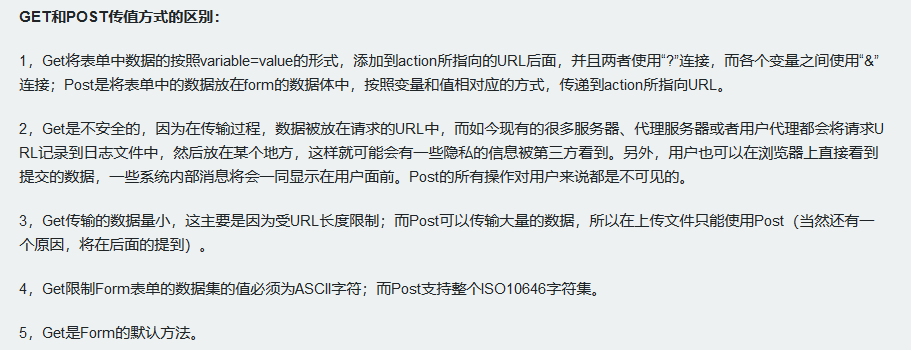 GET和POST传值方式的区别：
1，Get将表单中数据的按照variable=value的形式，添加到action所指向的URL后面，并且两者使用“?”连接，而各个变量之间使用“&”
连接；Post是将表单中的数据放在form的数据体中，按照变量和值相对应的方式，传递到action所指向URL。
2，Get是不安全的，因为在传输过程，数据被放在请求的URL中，而如今现有的很多服务器、代理服务器或者用户代理都会将请求U
RL记录到日志文件中，然后放在某个地方，这样就可能会有一些隐私的信息被第三方看到。另外，用户也可以在浏览器上直接看到
提交的数据，一些系统内部消息将会一同显示在用户面前。Post的所有操作对用户来说都是不可见的。
3，Get传输的数据量小，这主要是因为受URL长度限制；而Post可以传输大量的数据，所以在上传文件只能使用Post（当然还有一
个原因，将在后面的提到）。
4，Get限制Form表单的数据集的值必须为ASCII字符；而Post支持整个ISO10646字符集。
5，Get是Form的默认方法。